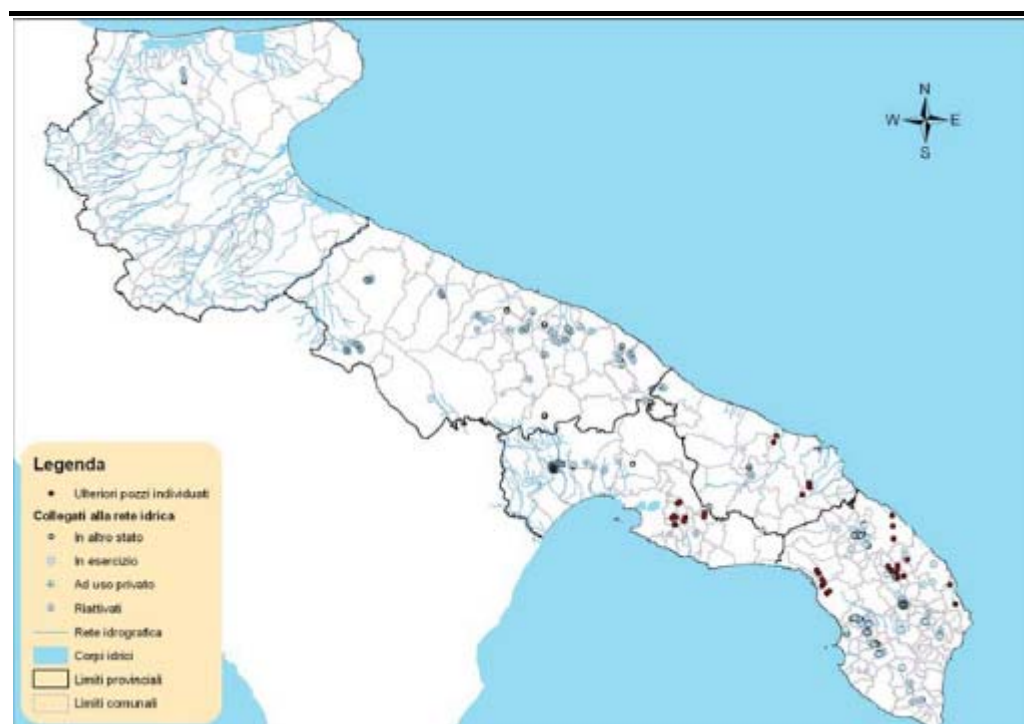 N
W E
S
Legenda
Ulteriori pozzi individuati
Collegati alla rete idrica
In altro stato
In esercizio
Ad uso privato
Riattivati
Rete idrografica
Corpi idrici
Limiti provinciali
Limiti comunali